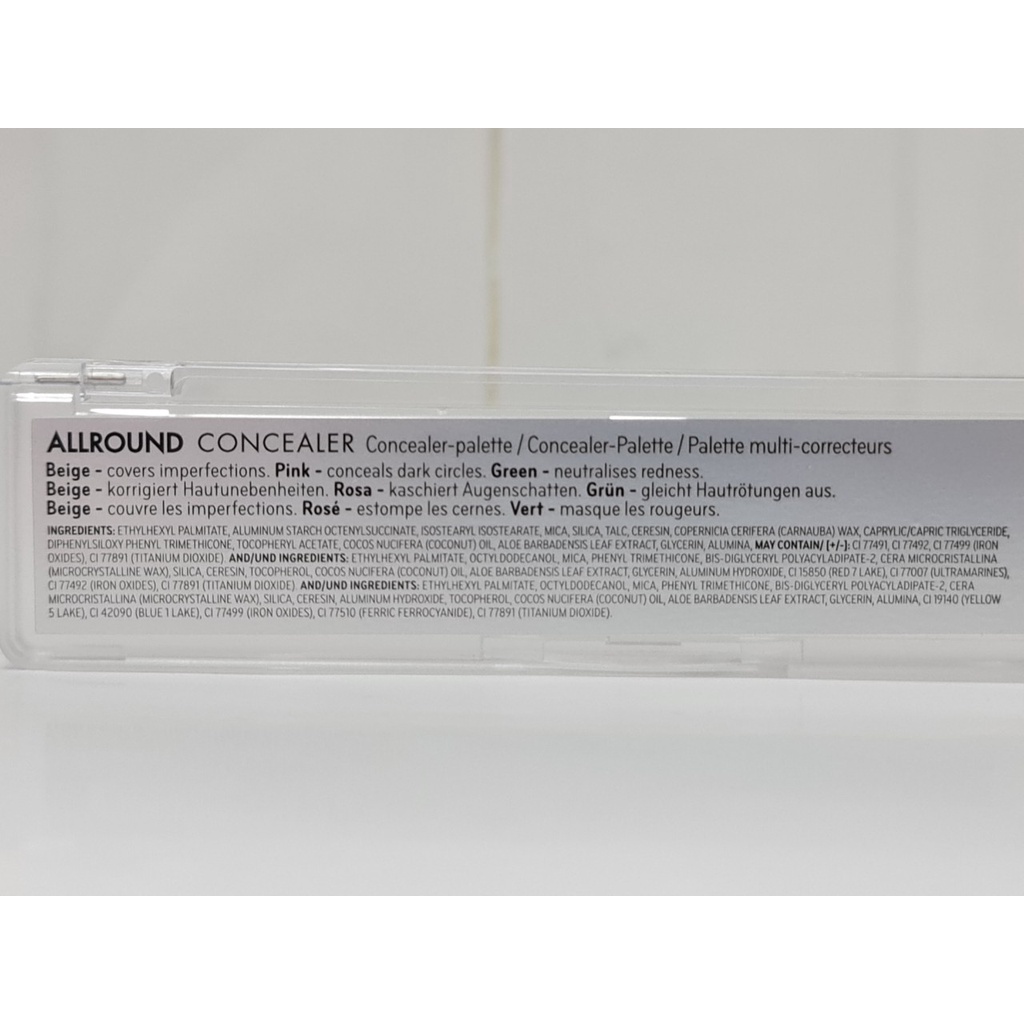 ALLROUND CONCEALER Concealer-palette / Concealer-Palette / Palette multi-correcteurs
Beige - covers imperfections. Pink - conceals dark circles. Green - neutralises redness.
Beige - korrigiert Hautunebenheiten. Rosa - kaschiert Augenschatten. Grün - gleicht Hautrötungen aus.
Beige - couvre les imperfections. Rosé - estompe les cernes. Vert - masque les rougeurs.
INGREDIENTS: ETHYLHEXYL PALMITATE, ALUMINUM STARCH OCTENYLSUCCINATE, ISOSTEARYL ISOSTEARATE, MICA, SILICA, TALC, CERESIN, COPERNICIA CERIFERA (CARNAUBA) WAX, CAPRYLIC/CAPRIC TRIGLYCERIDE,
DIPHENYLSILOXY PHENYL TRIMETHICONE, TOCOPHERYL ACETATE, COCOS NUCIFERA (COCONUT) OIL, ALOE BARBADENSIS LEAF EXTRACT, GLYCERIN, ALUMINA, MAY CONTAIN/ [+/-]: CI 77491, CI 77492, CI 77499 (IRON
OXIDES), CI 77891 (TITANIUM DIOXIDE). AND/UND INGREDIENTS: ETHYLHEXYL PALMITATE, OCTYLDODECANOL, MICA, PHENYL TRIMETHICONE, BIS-DIGLYCERYL POLYACYLADIPATE-2, CERA MICROCRISTALLINA
(MICROCRYSTALLINE WAX), SILICA, CERESIN, TOCOPHEROL, COCOS NUCIFERA (COCONUT) OIL, ALOE BARBADENSIS LEAF EXTRACT, GLYCERIN, ALUMINUM HYDROXIDE, CI 15850 (RED 7 LAKE), CI 77007 (ULTRAMARINES),
CI 77492 (IRON OXIDES), CI 77891 (TITANIUM DIOXIDE). AND/UND INGREDIENTS: ETHYLHEXYL PALMITATE, OCTYLDODECANOL, MICA, PHENYL TRIMETHICONE, BIS-DIGLYCERYL POLYACYLADIPATE-2, CERA
MICROCRISTALLINA (MICROCRYSTALLINE WAX), SILICA, CERESIN, ALUMINUM HYDROXIDE, TOCOPHEROL, COCOS NUCIFERA (COCONUT) OIL, ALOE BARBADENSIS LEAF EXTRACT, GLYCERIN, ALUMINA, CI 19140 (YELLOW
5 LAKE), CI 42090 (BLUE 1 LAKE), CI 77499 (IRON OXIDES), CI 77510 (FERRIC FERROCYANIDE), CI 77891 (TITANIUM DIOXIDE).